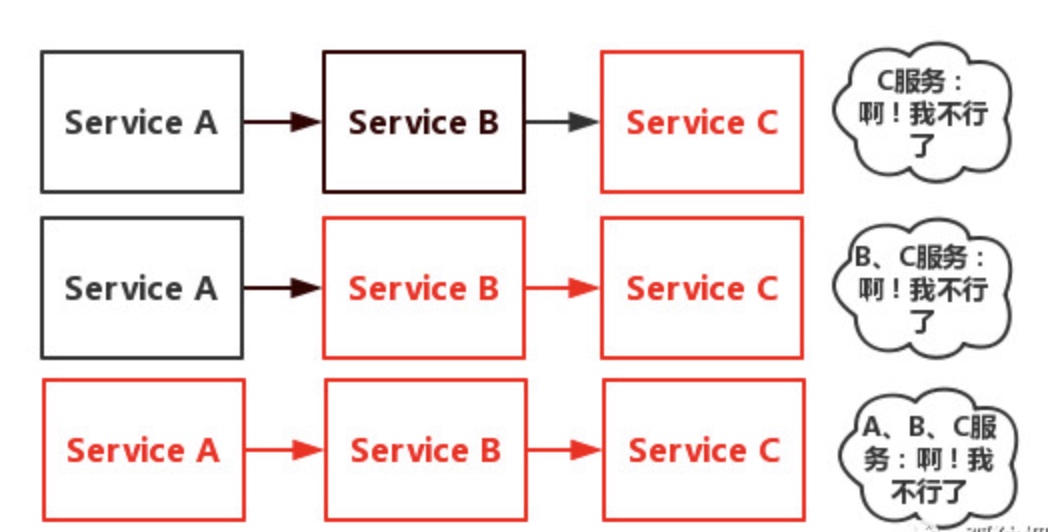 Service A
Service B
Service C
C服务：
啊！我不行
了
Service A
Service B
Service C
B、C服务：
啊！我不行
了
Service A
Service B
Service C
A、B、C服
务：啊！我
不行了